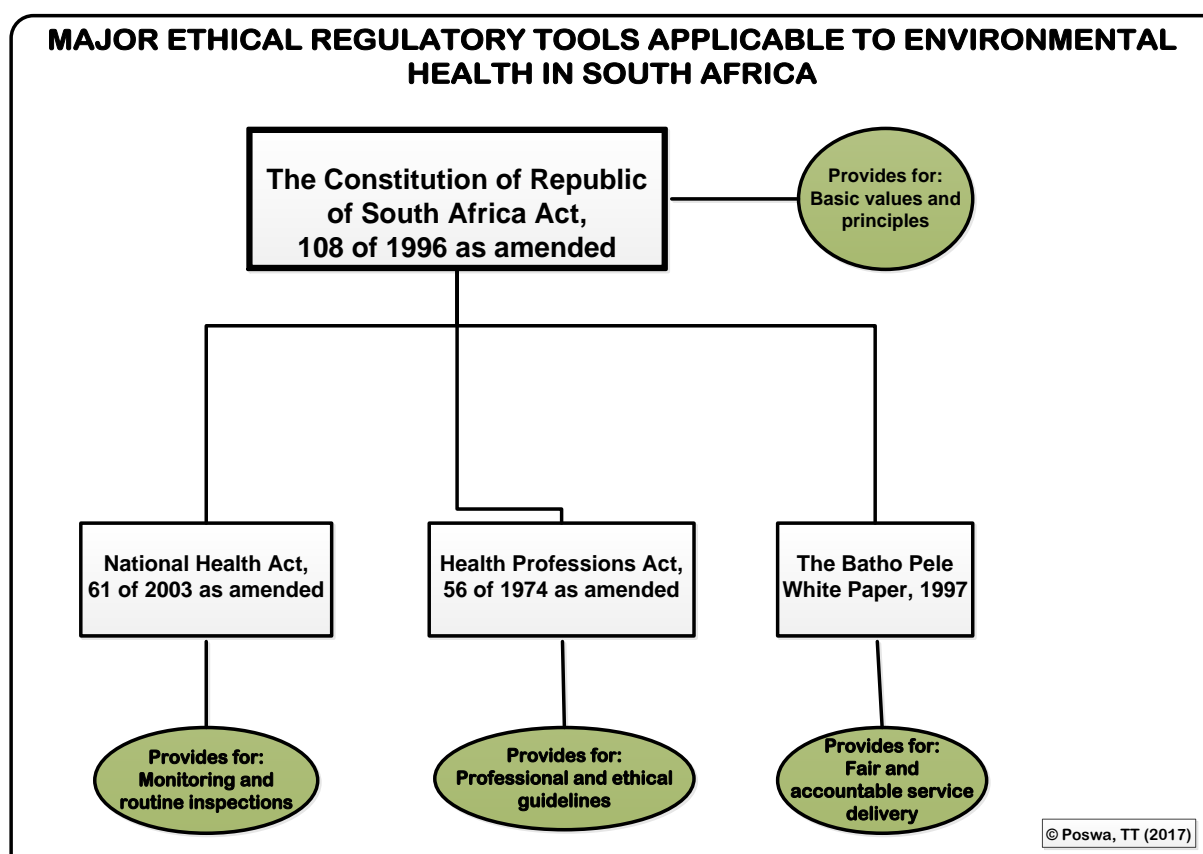 MAJOR ETHICAL REGULATORY TOOLS APPLICABLE TO ENVIRONMENTAL
HEALTH IN SOUTH AFRICA
The Constitution of Republic
of South Africa Act,
108 of 1996 as amended
Provides for:
Basic values and
principles
National Health Act,
61 of 2003 as amended
Health Professions Act,
56 of 1974 as amended
The Batho Pele
White Paper, 1997
Provides for:
Monitoring and
routine inspections
Provides for:
Professional and ethical
guidelines
Provides for:
Fair and
accountable service
delivery
© Poswa, TT (2017)